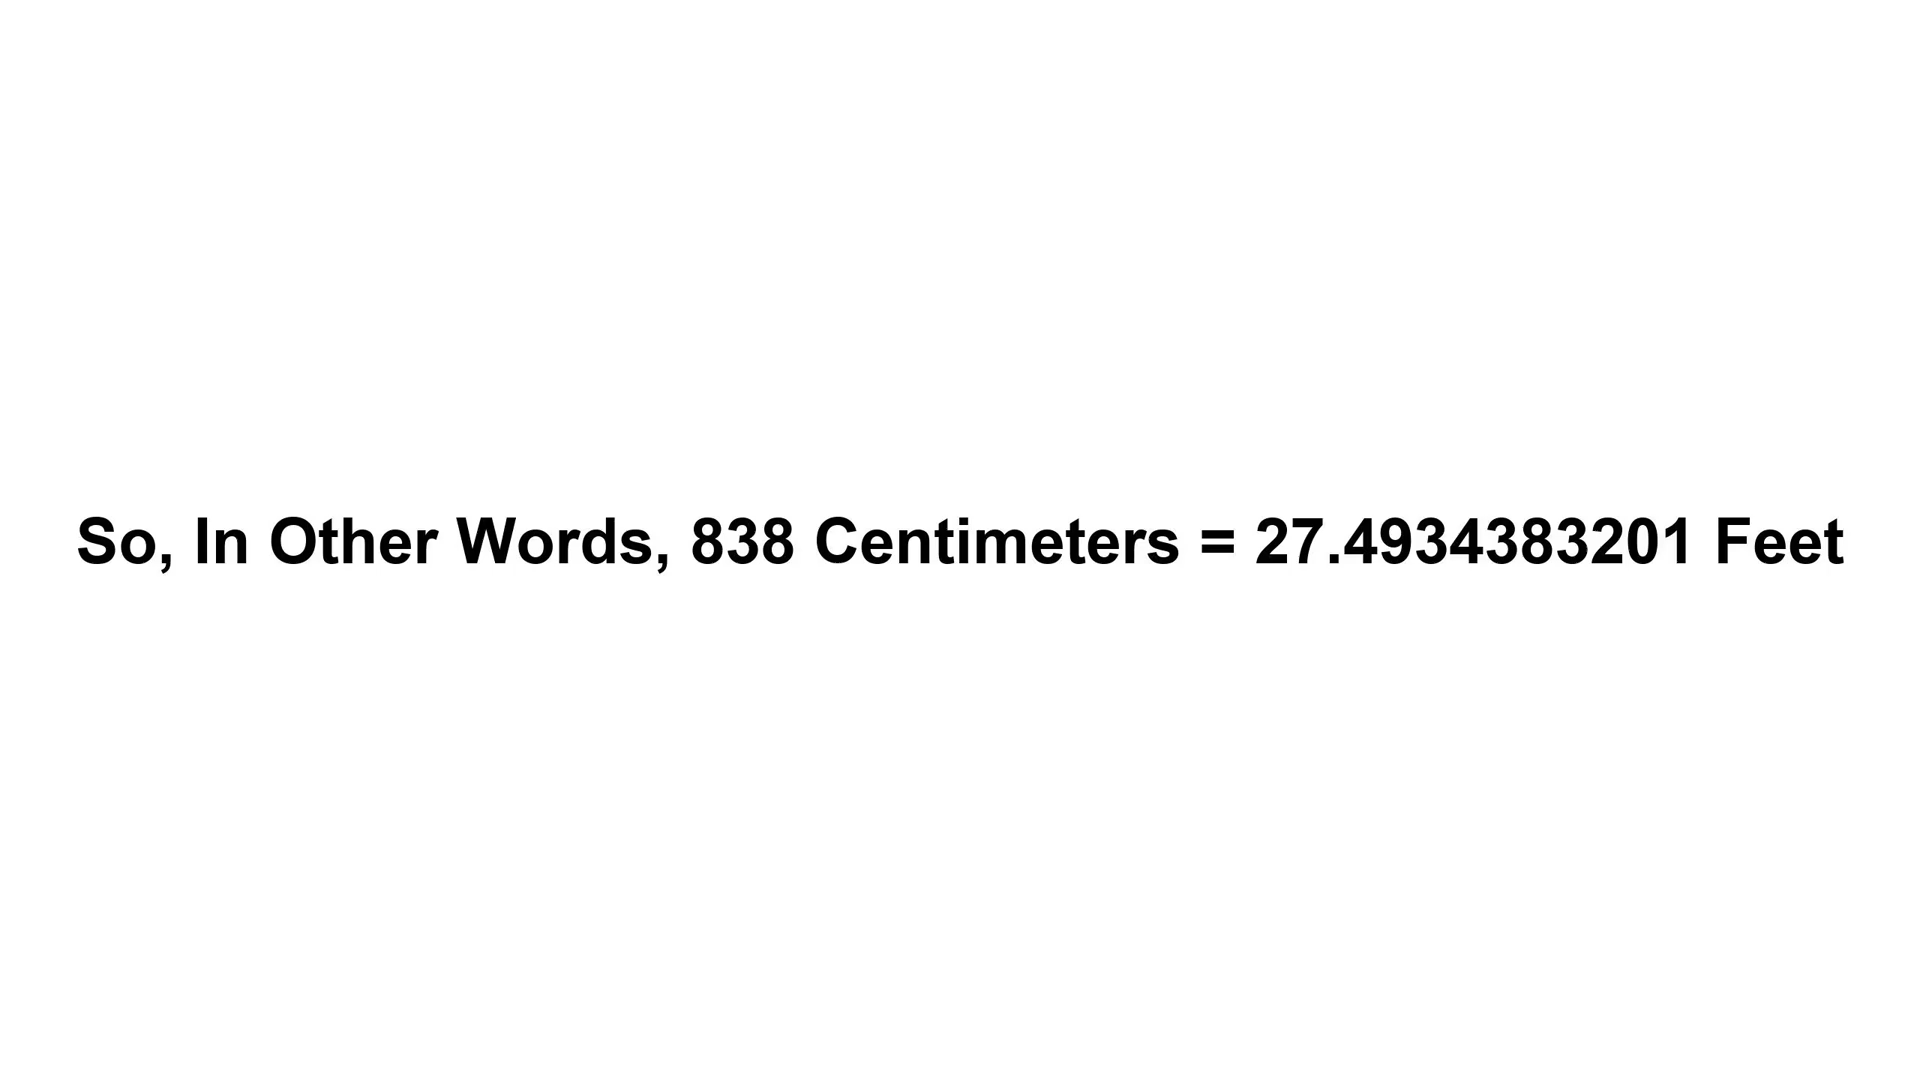 So, In Other Words, 838 Centimeters = 27.4934383201 Feet